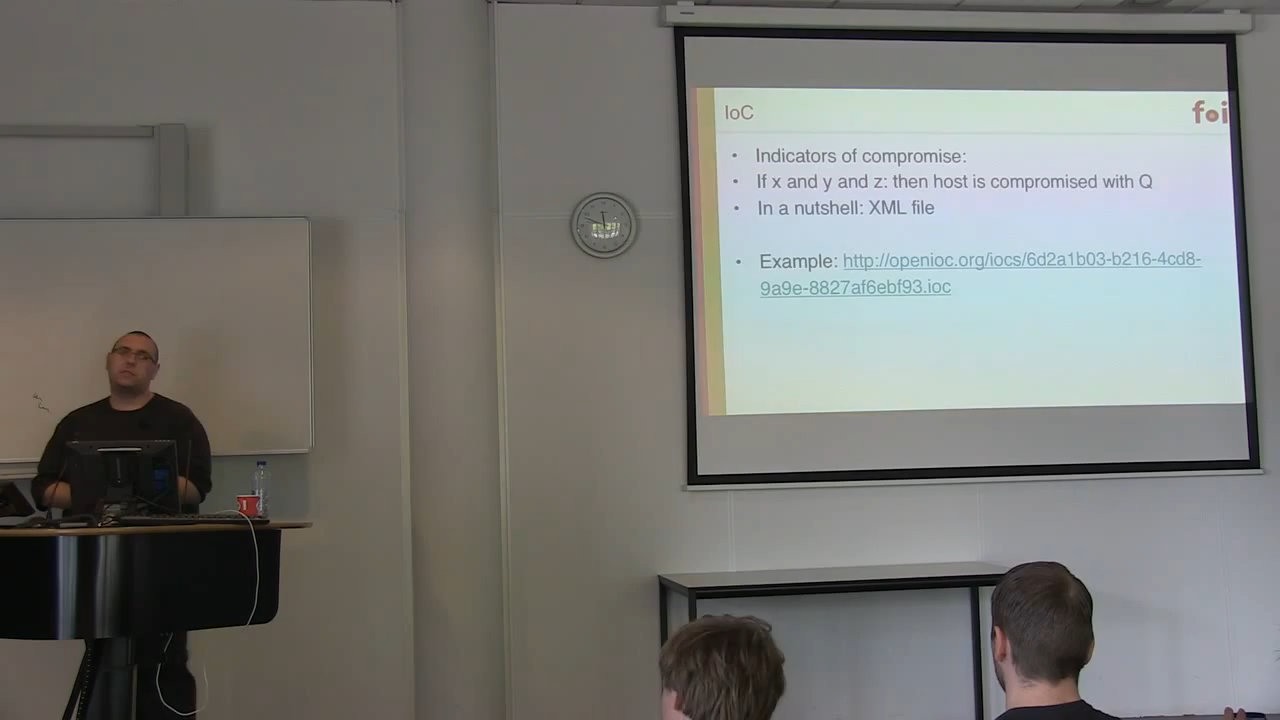 IoC
foi
• Indicators of compromise:
• If x and y and z: then host is compromised with Q
• In a nutshell: XML file
• Example: http://openioc.org/iocs/6d2a1b03-b216-4cd8-
9a9e-8827af6ebf93.ioc